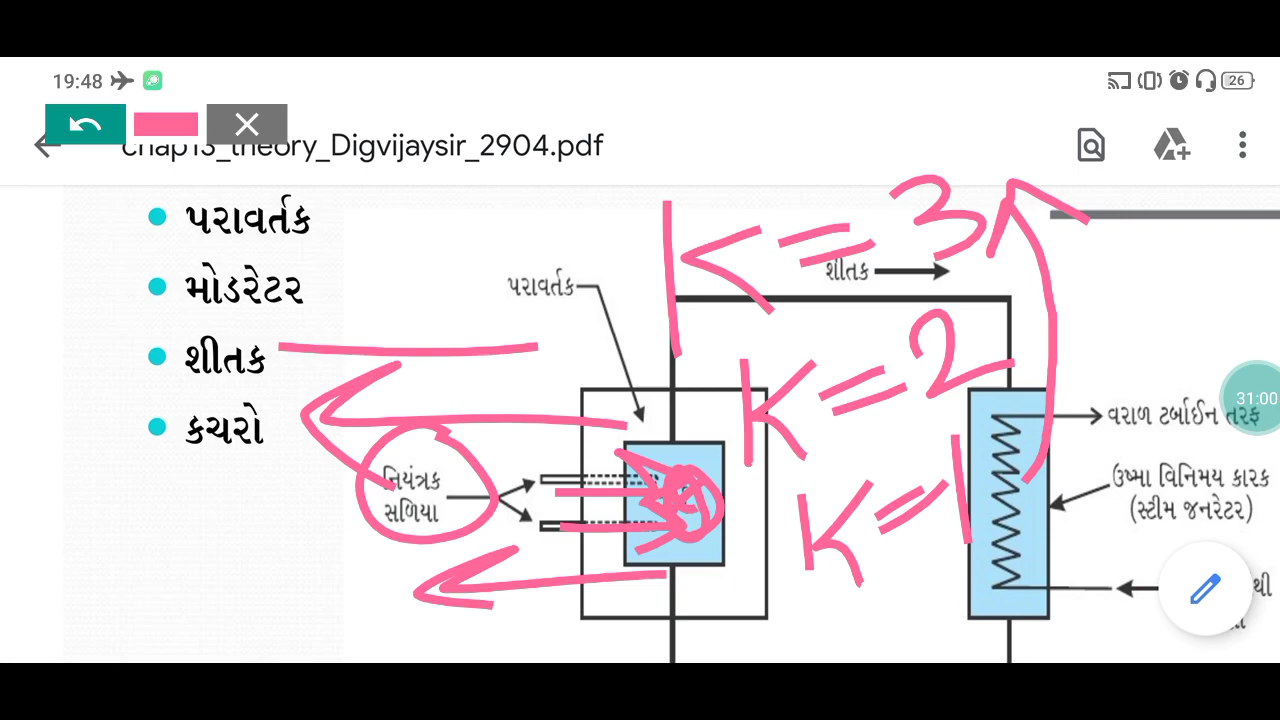 19:48
26
chap13_theory_Digvijaysir_2904.pdf
પરાવર્તક
મોડરેટર
શીતક
કચરો
K = 3
શીતક
પરાવર્તક
K = 2
31:00
વરાળ ટર્બાઈન તરફ
નિયંત્રક
સળિયા
K = 1
ઉષ્મા વિનિમય કારક
(સ્ટીમ જનરેટર)
થી